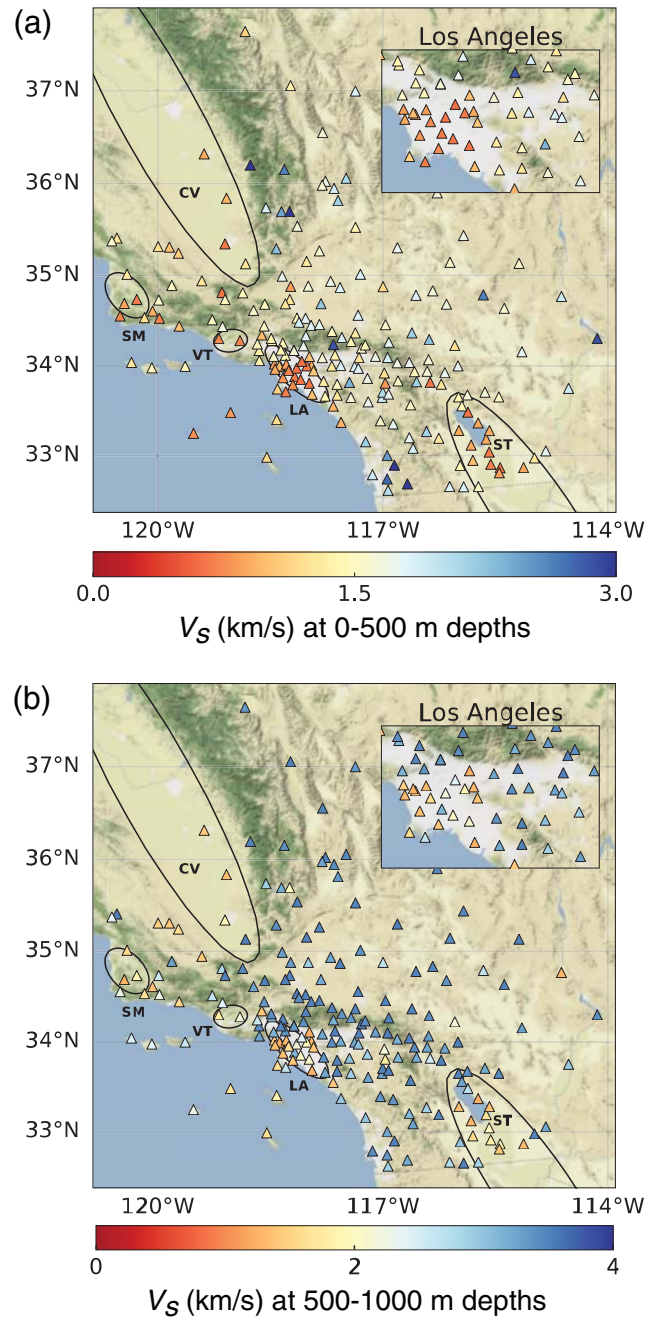 (a)
Los Angeles
37°N
36°N
35°N
34°N
33°N
CV
SM
VT
LA
ST
120°W 117°W 114°W
0.0 1.5 3.0
Vs (km/s) at 0-500 m depths
(b)
Los Angeles
37°N
36°N
35°N
34°N
33°N
CV
SM
VT
LA
ST
120°W 117°W 114°W
0 2 4
Vs (km/s) at 500-1000 m depths